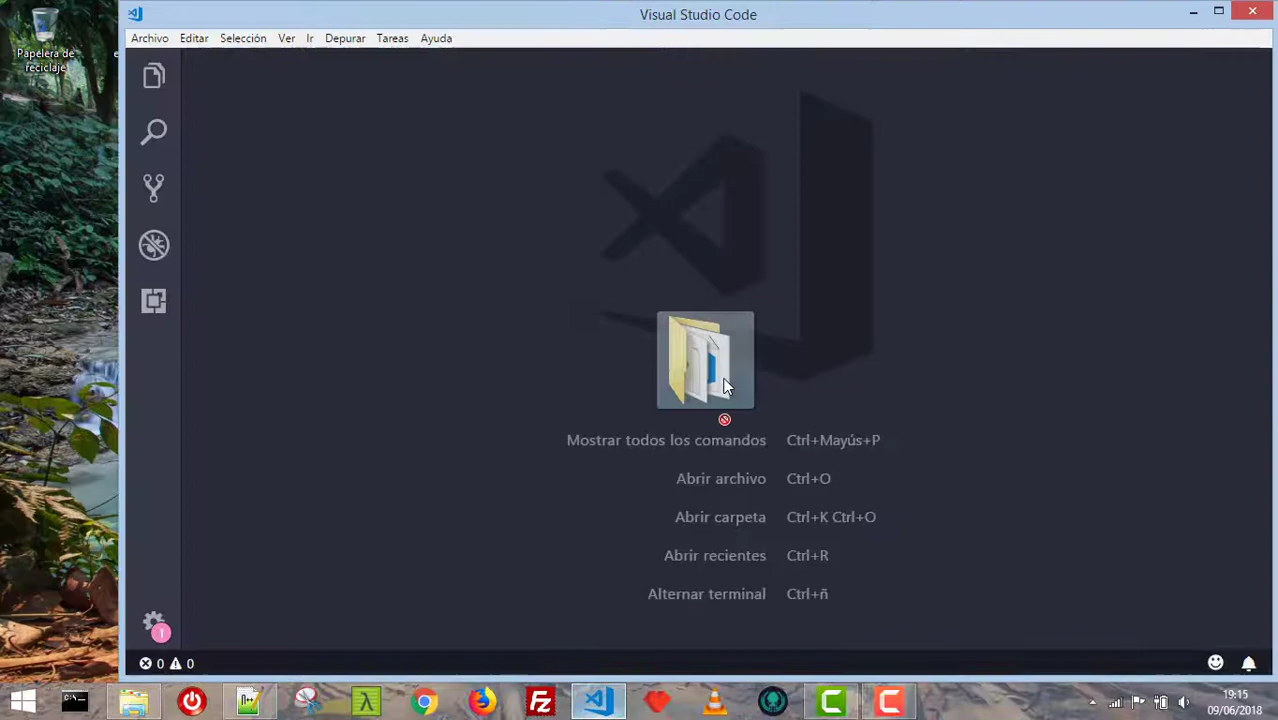 Visual Studio Code
Papelera de reciclaje
e
Archivo Editar Selección Ver Ir Depurar Tareas Ayuda
Mostrar todos los comandos Ctrl+Mayús+P
Abrir archivo Ctrl+O
Abrir carpeta Ctrl+K Ctrl+O
Abrir recientes Ctrl+R
Alternar terminal Ctrl+ñ
1
0 0
19:15
09/06/2018